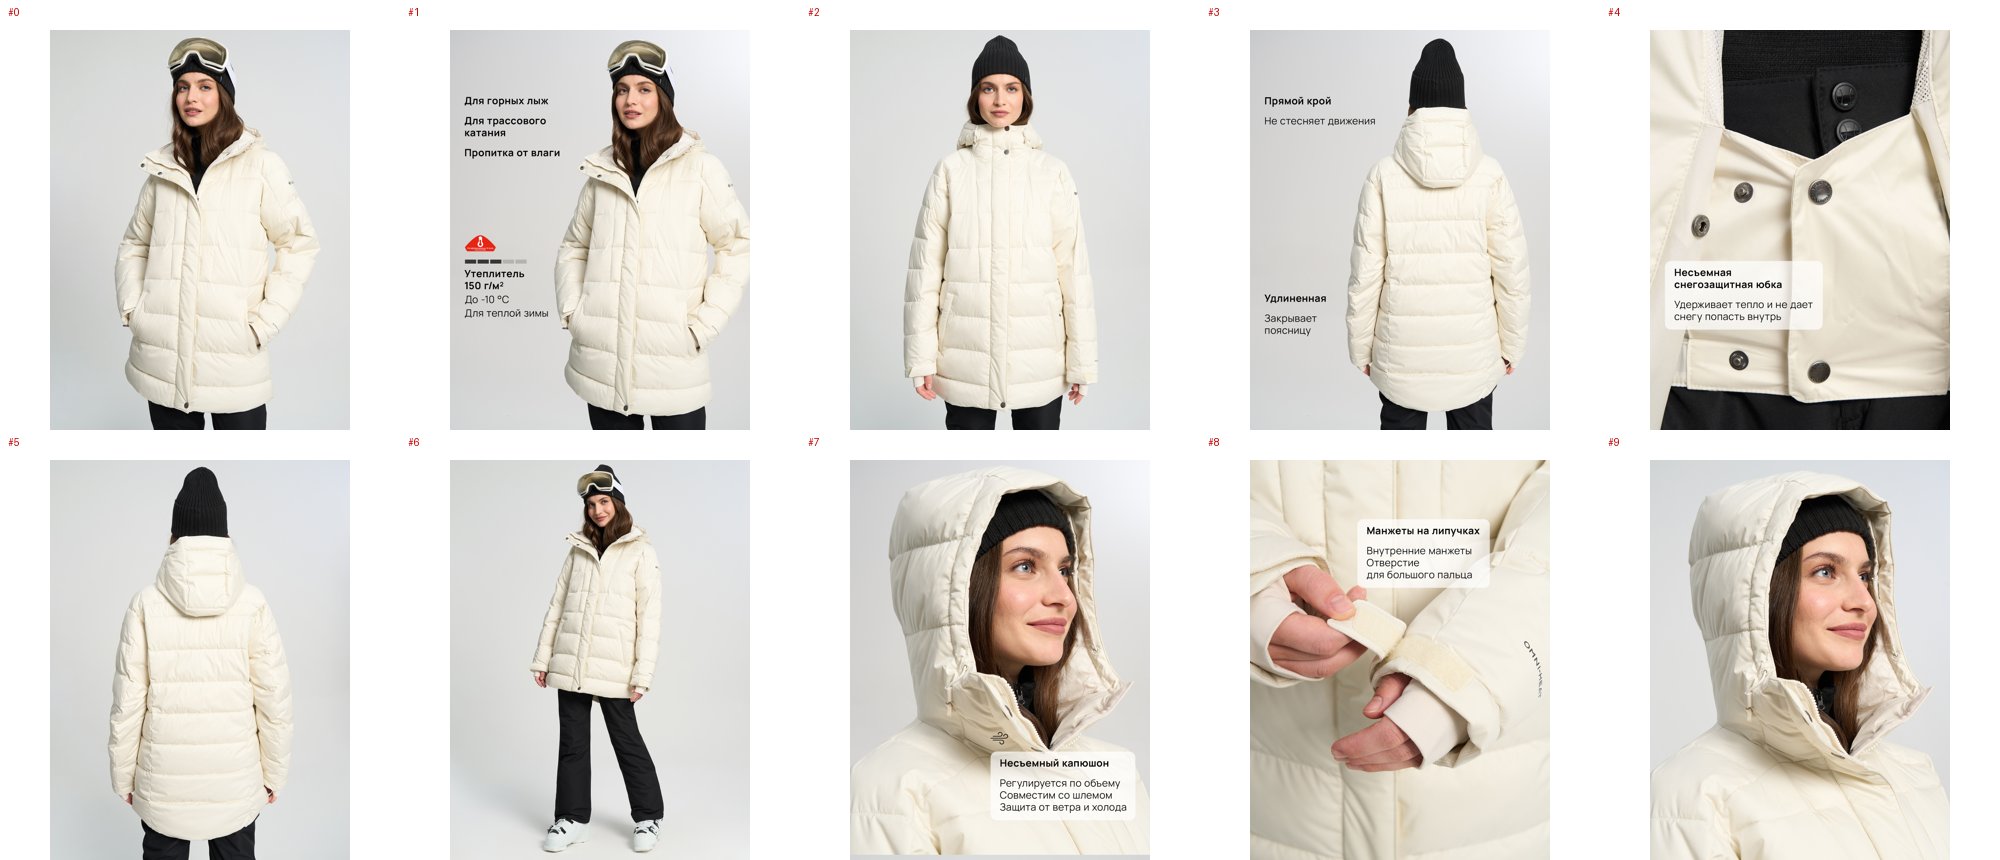 #0
#1
Для горных лыж
Для трассового
катания
Пропитка от влаги
Утеплитель
150 г/м²
До -10 °C
Для теплой зимы
#2
#3
Прямой крой
Не стесняет движения
Удлиненная
Закрывает
поясницу
#4
Несъемная
снегозащитная юбка
Удерживает тепло и не дает
снегу попасть внутрь
#5
#6
#7
Несъемный капюшон
Регулируется по объему
Совместим со шлемом
Защита от ветра и холода
#8
Манжеты на липучках
Внутренние манжеты
Отверстие
для большого пальца
OMNI-HEAT
#9